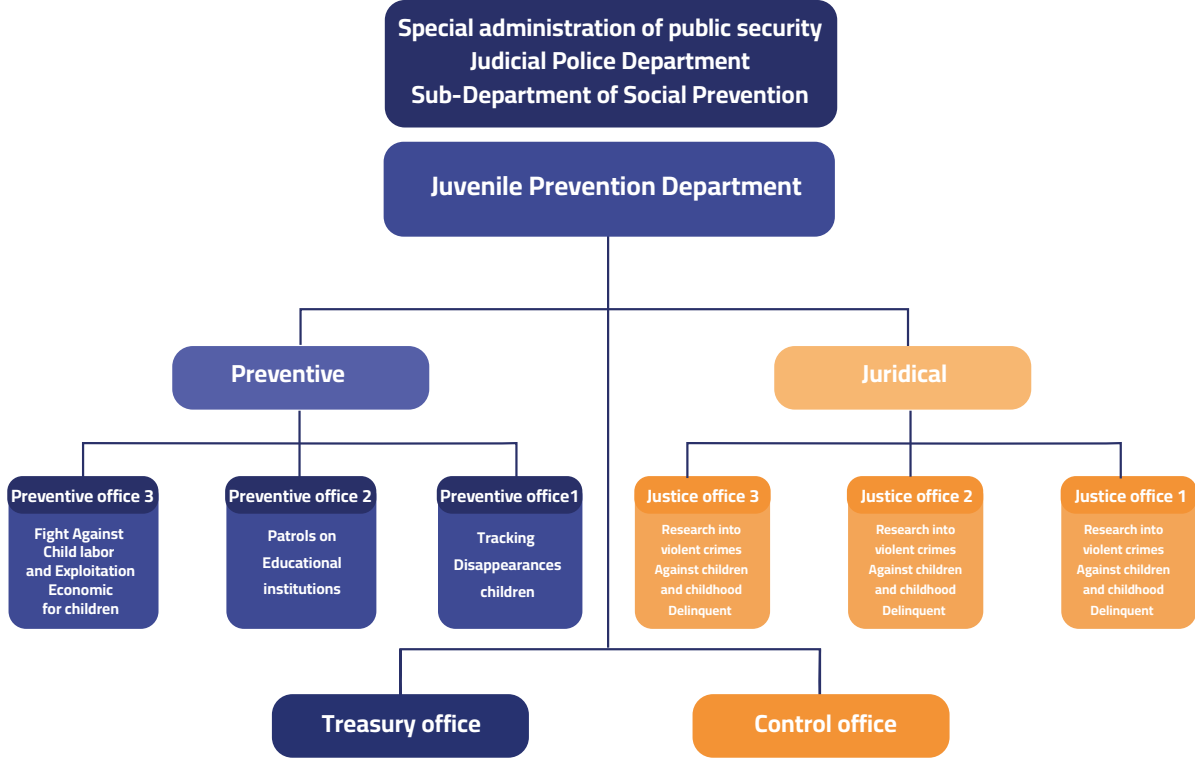 Special administration of public security
Judicial Police Department
Sub-Department of Social Prevention
Juvenile Prevention Department
Preventive
Juridical
Preventive office 3
Fight Against
Child labor
and Exploitation
Economic
for children
Preventive office 2
Patrols on
Educational
institutions
Preventive office1
Tracking
Disappearances
children
Justice office 3
Research into
violent crimes
Against children
and childhood
Delinquent
Justice office 2
Research into
violent crimes
Against children
and childhood
Delinquent
Justice office 1
Research into
violent crimes
Against children
and childhood
Delinquent
Treasury office
Control office